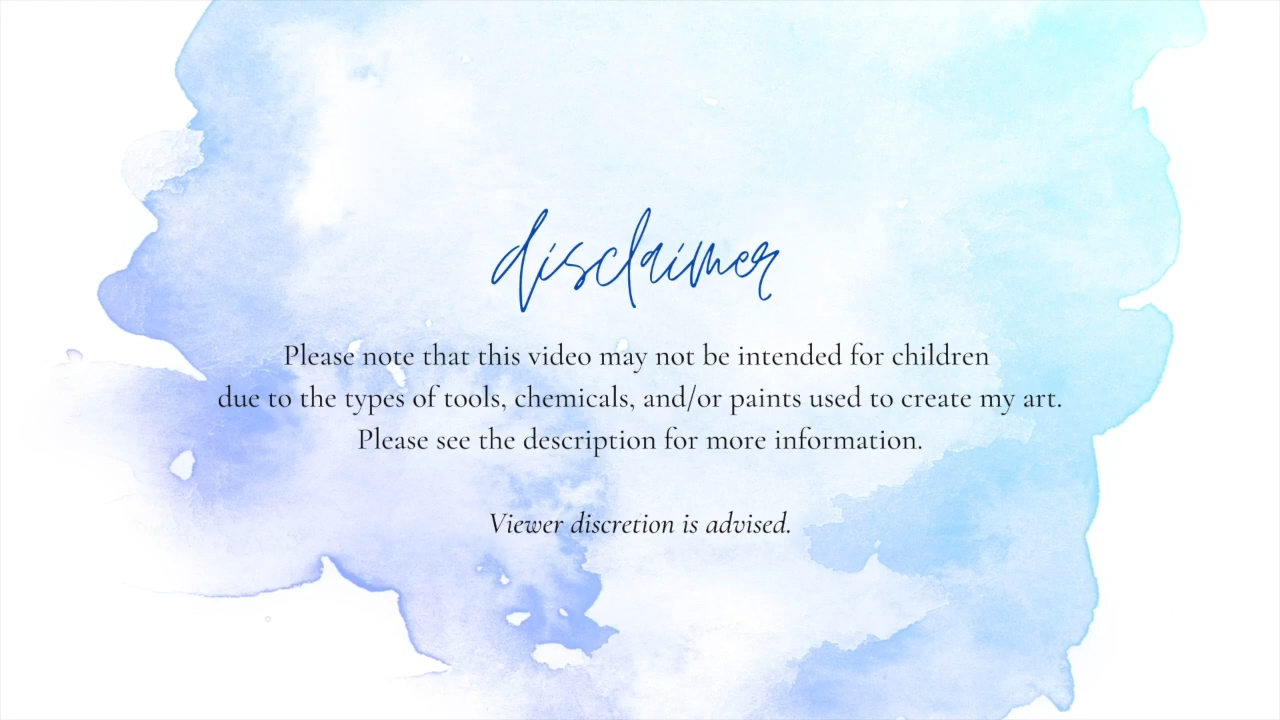 disclaimer
Please note that this video may not be intended for children
due to the types of tools, chemicals, and/or paints used to create my art.
Please see the description for more information.
Viewer discretion is advised.